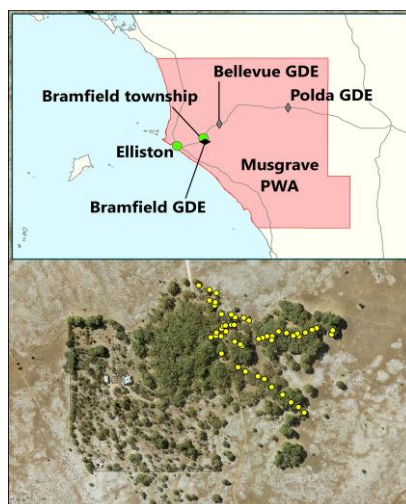 Bellevue GDE
Bramfield township
Polda GDE
Elliston
Musgrave
PWA
Bramfield GDE